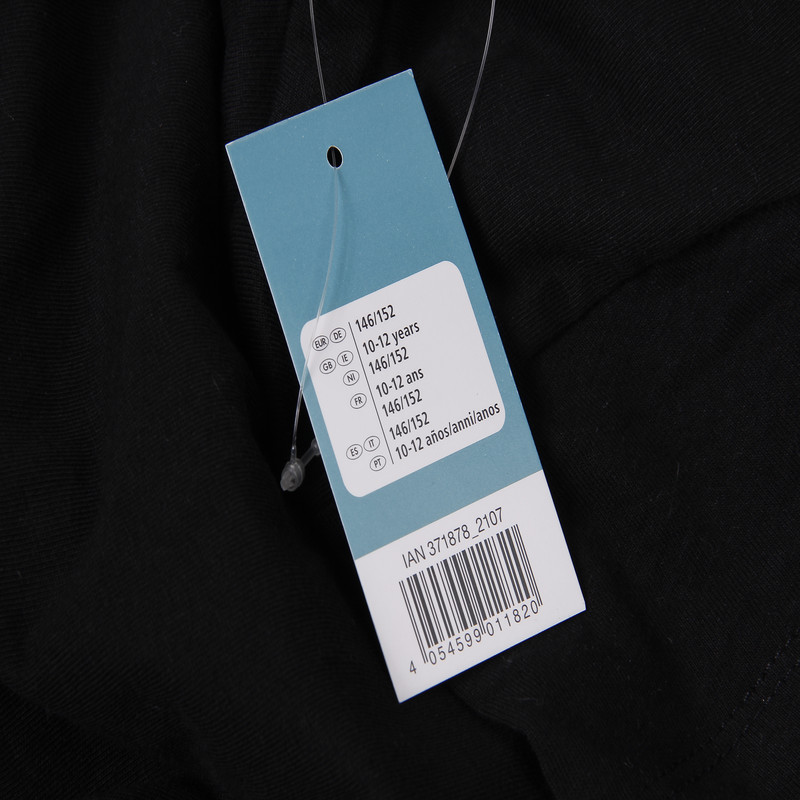 EUR DE 146/152
GB IE 10-12 years
NI 146/152
FR 10-12 ans
146/152
ES IT 146/152
PT 10-12 años/anni/anos
IAN 371878_2107
4 054599 011820